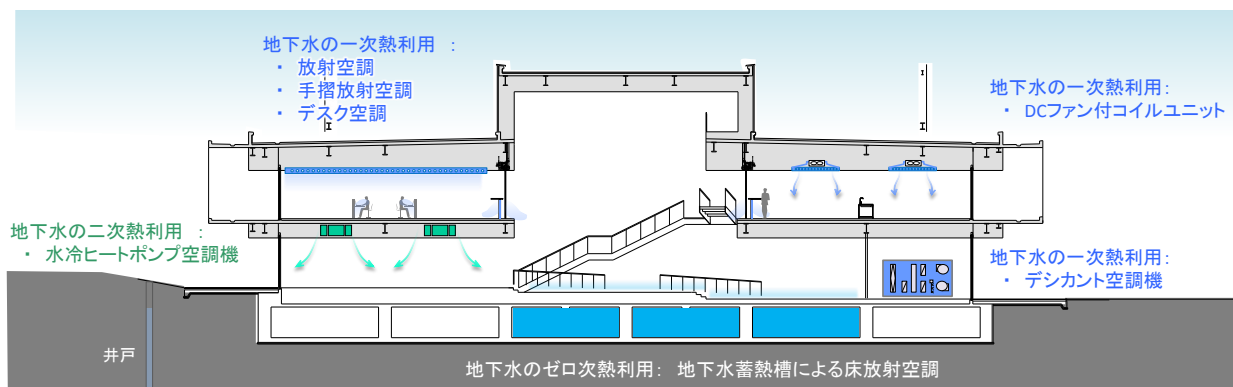 地下水の一次熱利用 :
・ 放射空調
・ 手摺放射空調
・ デスク空調
地下水の一次熱利用:
・ DCファン付コイルユニット
地下水の二次熱利用 :
・ 水冷ヒートポンプ空調機
地下水の一次熱利用:
・ デシカント空調機
井戸
地下水のゼロ次熱利用: 地下水蓄熱槽による床放射空調